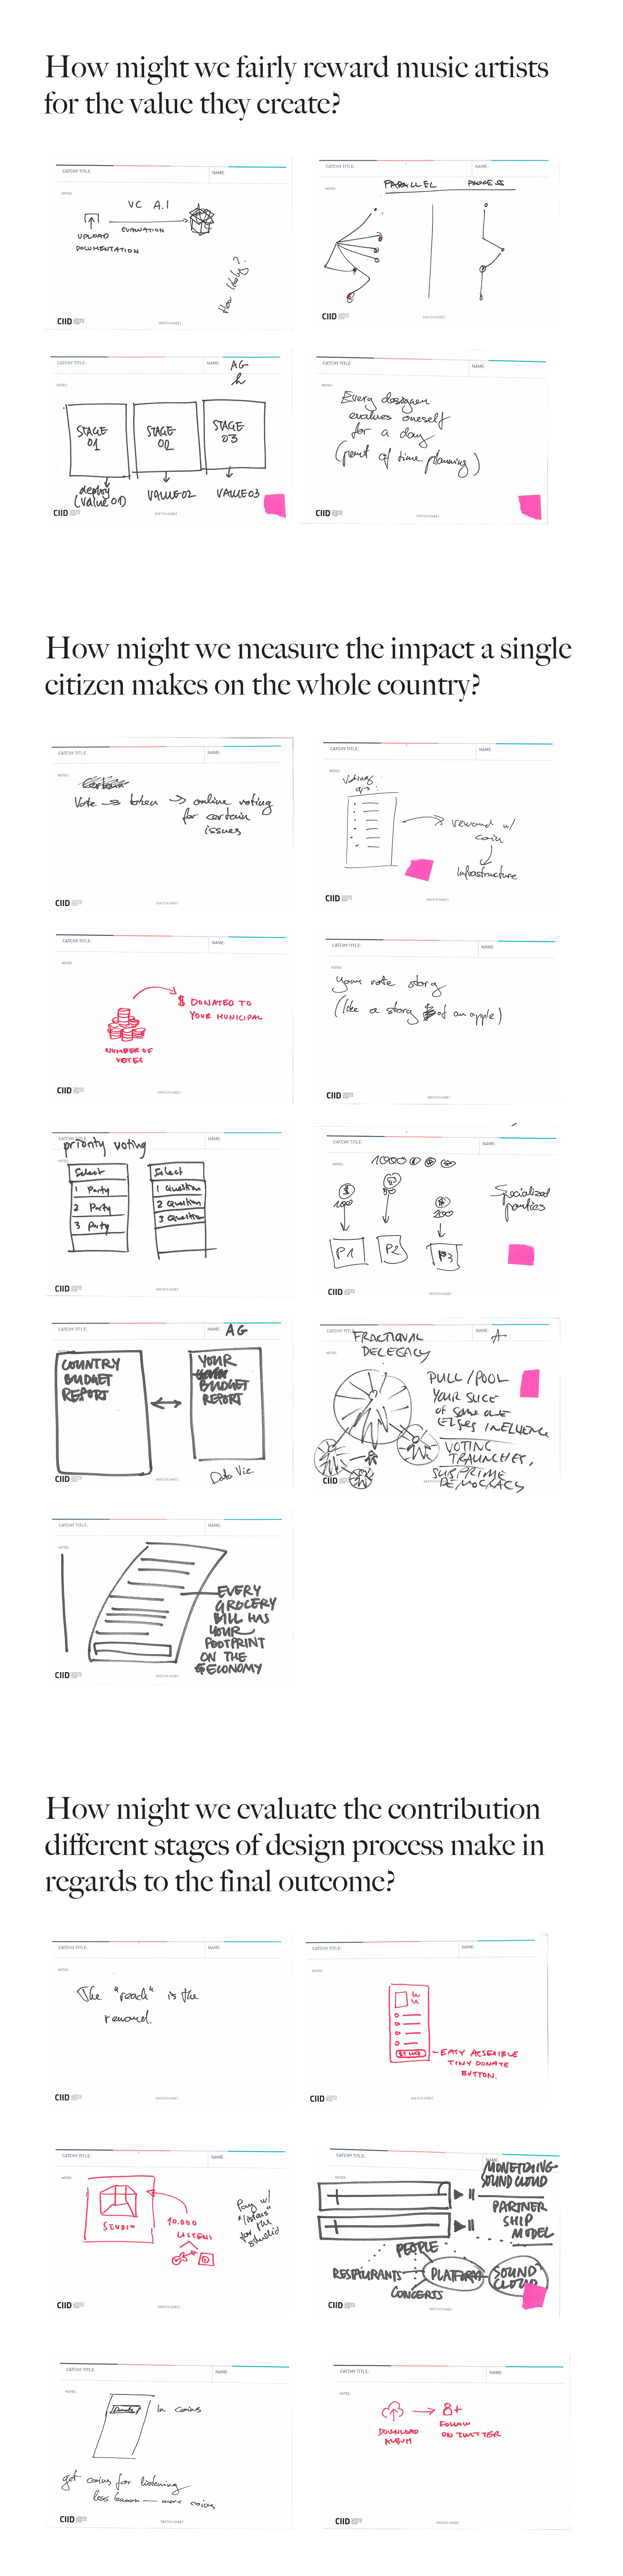 How might we fairly reward music artists
for the value they create?
CATCHY TITLE:
NAME:
NOTES:
VC A.I
UPLOAD
DOCUMENTATION
EVALUATION
How likely?
CIID
SKETCH SHEET
CATCHY TITLE:
NAME:
NOTES:
PARALLEL
PROCESS
CIID
SKETCH SHEET
CATCHY TITLE:
NAME:
AG
NOTES:
STAGE
01
STAGE
02
STAGE
03
deploy
(value 01)
VALUE 02
VALUE 03
CIID
SKETCH SHEET
CATCHY TITLE:
NAME:
NOTES:
Every designer
evalues oneself
for a day
(part of time planning)
CIID
SKETCH SHEET
How might we measure the impact a single
citizen makes on the whole country?
CATCHY TITLE:
NAME:
NOTES:
Vote → token → online voting
for certain
issues
CIID
SKETCH SHEET
CATCHY TITLE:
NAME:
NOTES:
Voting
reward w/
coin
Infrastructure
CIID
SKETCH SHEET
CATCHY TITLE:
NAME:
NOTES:
$ DONATED TO
YOUR MUNICIPAL
NUMBER OF
VOTES
CIID
SKETCH SHEET
CATCHY TITLE:
NAME:
NOTES:
your vote story
(like a story of an apple)
CIID
SKETCH SHEET
CATCHY TITLE:
NAME:
priority voting
NOTES:
Select
1 Party
2 Party
3 Party
Select
1 Question
2 Question
3 Question
CIID
SKETCH SHEET
CATCHY TITLE:
NAME:
NOTES:
1000
$
100
200
P1
P2
P3
Specialized
parties
CIID
SKETCH SHEET
CATCHY TITLE:
NAME:
AG
COUNTRY
BUDGET
REPORT
YOUR
BUDGET
REPORT
Data Viz.
CIID
SKETCH SHEET
CATCHY TITLE:
NAME:
A
FRACTIONAL
DELEGACY
NOTES:
PULL/POOL
YOUR SLICE
OF SOMEONE
ELSES INFLUENCE
VOTING
TRAUNCHES,
SUBPRIME
DEMOCRACY
CIID
CATCHY TITLE:
NAME:
NOTES:
EVERY
GROCERY
BILL HAS
YOUR
FOOTPRINT
ON THE
ECONOMY
CIID
SKETCH SHEET
How might we evaluate the contribution
different stages of design process make in
regards to the final outcome?
CATCHY TITLE:
NAME:
NOTES:
The "reach" is the
reward.
CIID
SKETCH SHEET
CATCHY TITLE:
NAME:
NOTES:
EASY ACCESIBLE
TINY DONATE
BUTTON.
CIID
SKETCH SHEET
CATCHY TITLE:
NAME:
NOTES:
STUDIO
10.000
LISTENS
Pay w/
"listens"
for the
studio
CIID
SKETCH SHEET
CATCHY TITLE:
NAME:
NOTES:
MONETIZING
SOUND CLOUD
PARTNER
SHIP
MODEL
PEOPLE
RESTAURANTS
PLATFORM
SOUND
CLOUD
CONCERTS
CIID
SKETCH SHEET
CATCHY TITLE:
NAME:
NOTES:
In coins
get coins for listening
less known — more coins
CIID
SKETCH SHEET
CATCHY TITLE:
NAME:
NOTES:
DOWNLOAD
ALBUM
FOLLOW
ON TWITTER
CIID
SKETCH SHEET